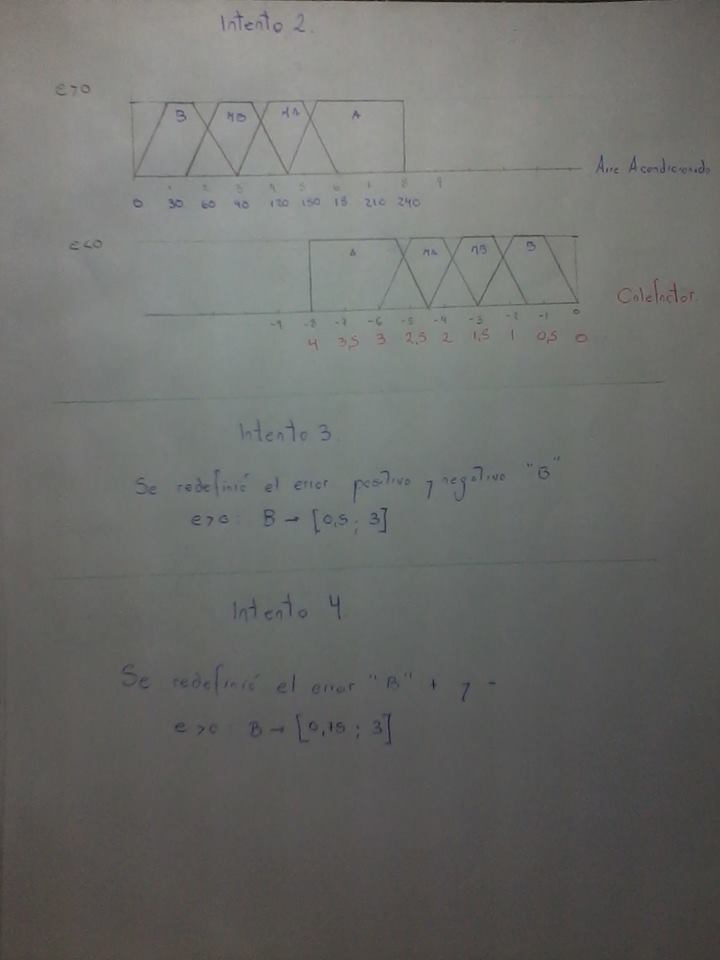 Intento 2.
e>0
B MB MA A
1 2 3 4 5 6 7 8 9
Aire Acondicionado
0 30 60 90 120 150 18 210 240
e<0
A MA MB B
-9 -8 -7 -6 -5 -4 -3 -2 -1 0
Calefactor.
4 3,5 3 2,5 2 1,5 1 0,5 0
Intento 3.
Se redefinió el error positivo y negativo "B"
e>0: B → [0,5 ; 3]
Intento 4
Se redefinió el error "B" + y -
e>0: B → [0,15 ; 3]